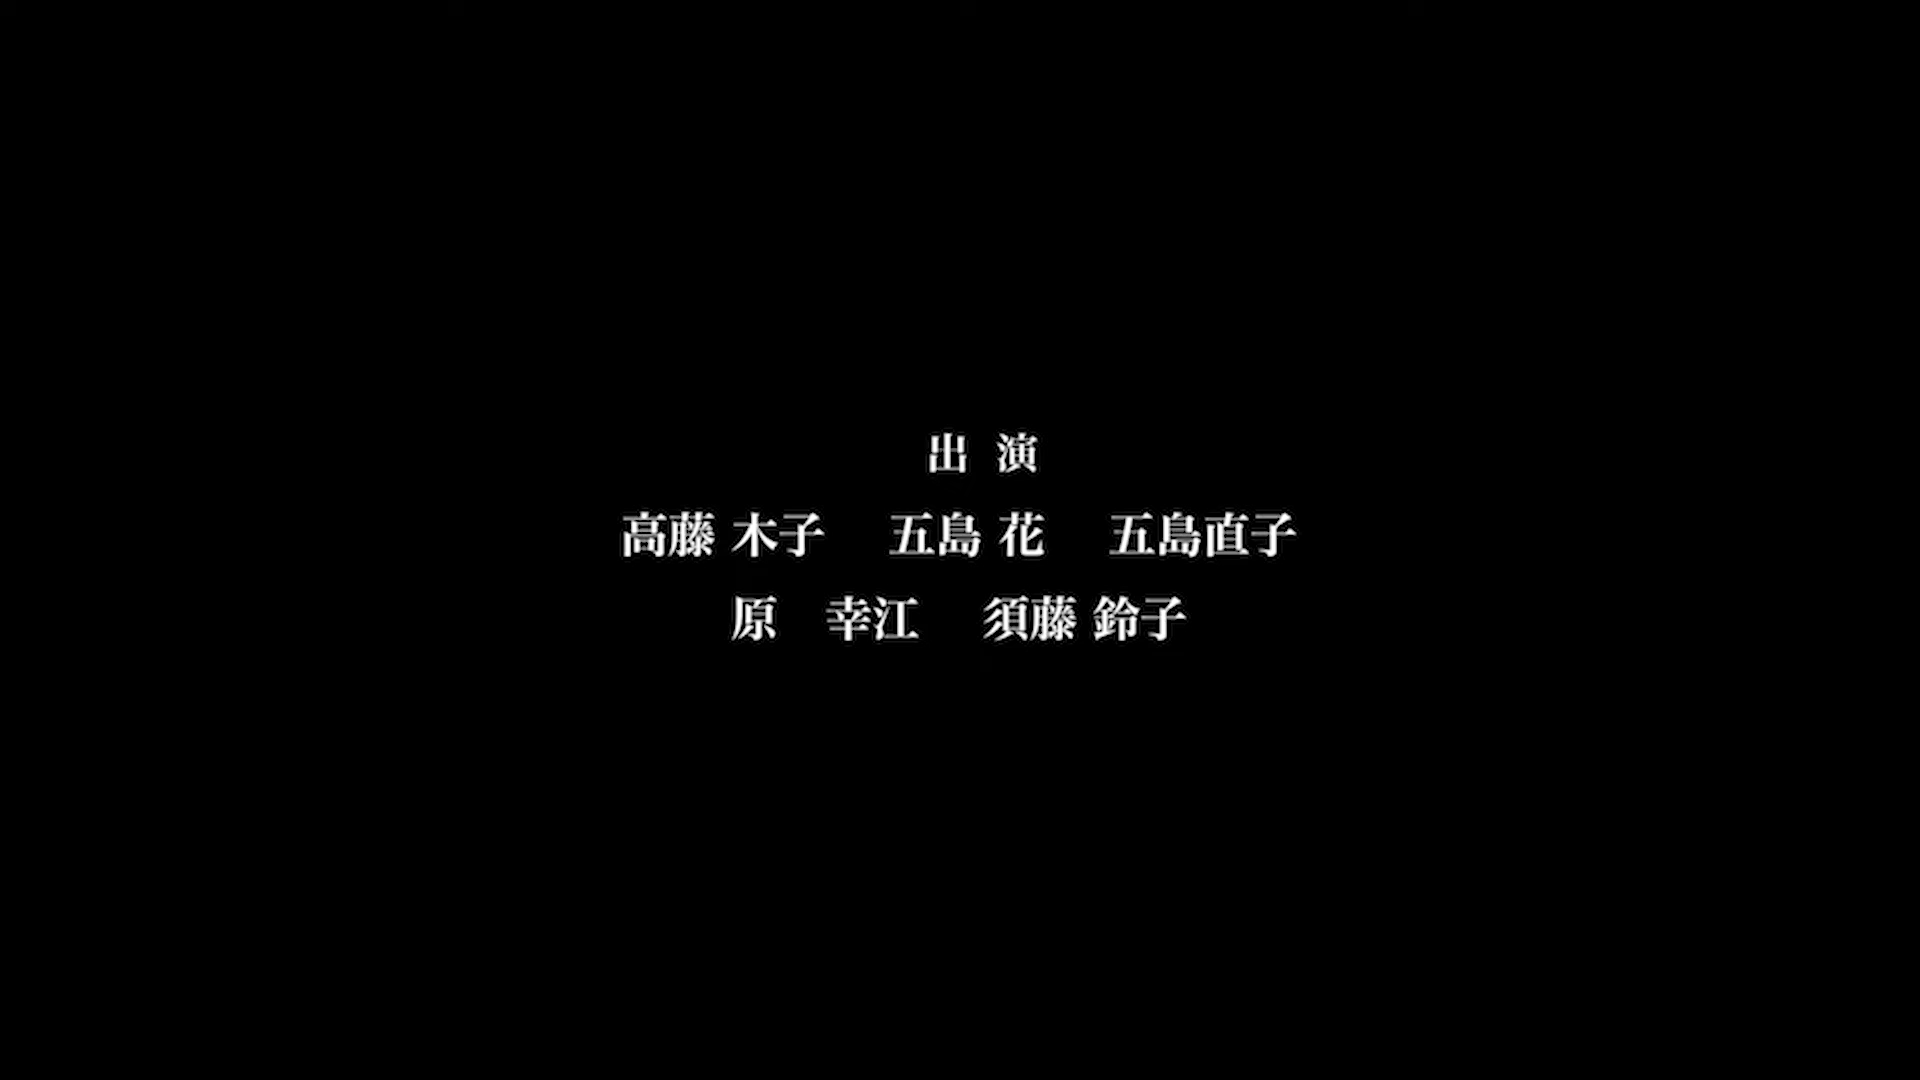 出 演
高藤 木子 五島 花 五島直子
原 幸江 須藤 鈴子